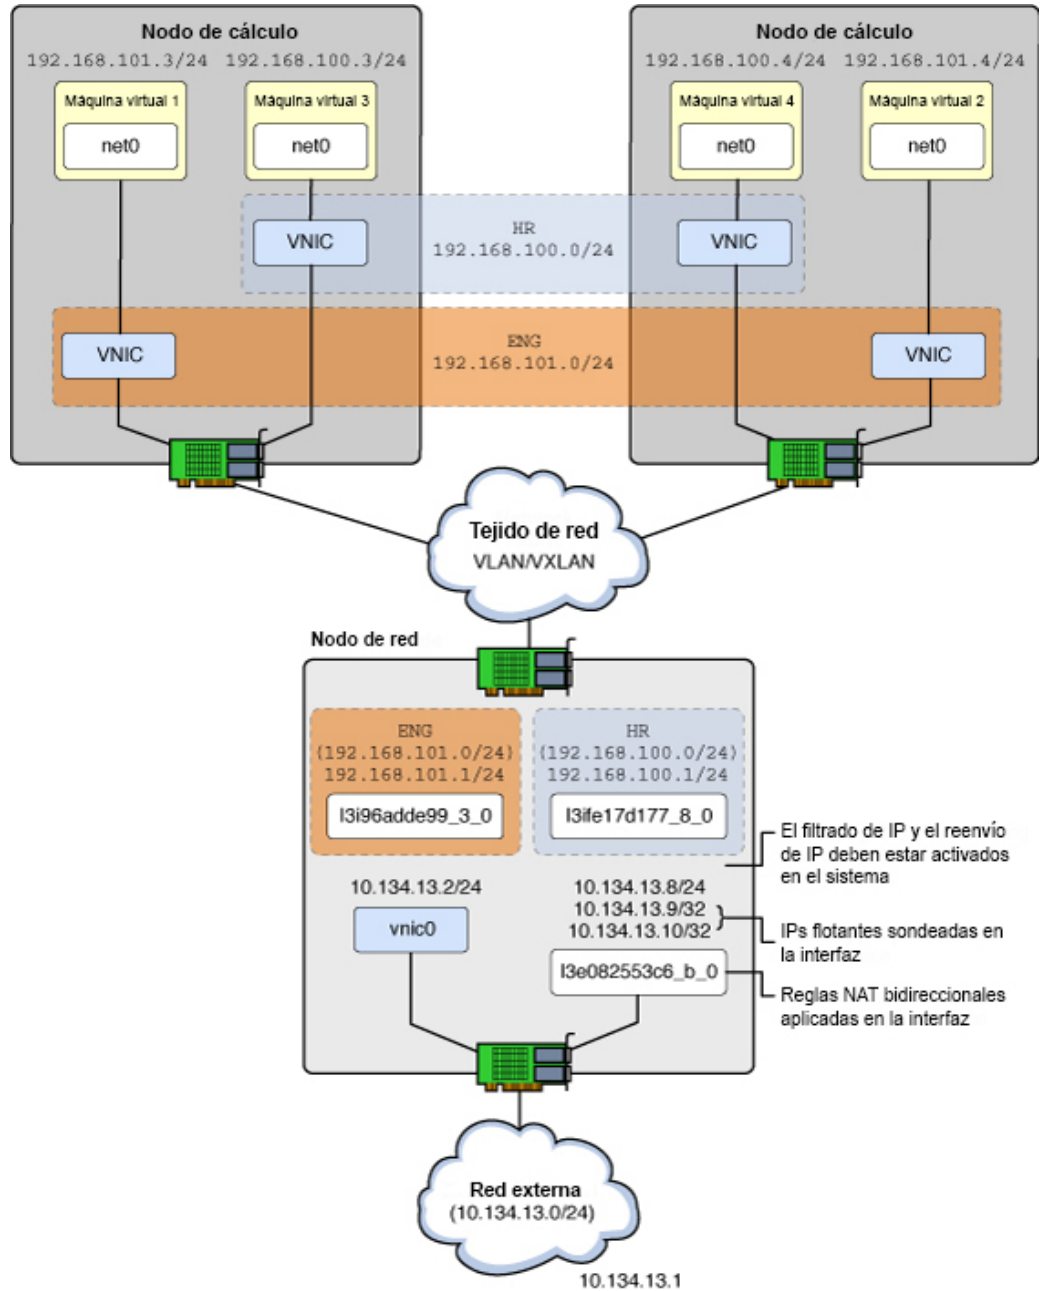 Nodo de cálculo
192.168.101.3/24 192.168.100.3/24
Máquina virtual 1
net0
Máquina virtual 3
net0
Nodo de cálculo
192.168.100.4/24 192.168.101.4/24
Máquina virtual 4
net0
Máquina virtual 2
net0
VNIC
HR
192.168.100.0/24
VNIC
VNIC
ENG
192.168.101.0/24
VNIC
Tejido de red
VLAN/VXLAN
Nodo de red
ENG
(192.168.101.0/24)
192.168.101.1/24
l3i96adde99_3_0
HR
(192.168.100.0/24)
192.168.100.1/24
l3ife17d177_8_0
El filtrado de IP y el reenvío
de IP deben estar activados
en el sistema
10.134.13.2/24
vnic0
10.134.13.8/24
10.134.13.9/32
10.134.13.10/32
IPs flotantes sondeadas en
la interfaz
l3e082553c6_b_0
Reglas NAT bidireccionales
aplicadas en la interfaz
Red externa
(10.134.13.0/24)
10.134.13.1